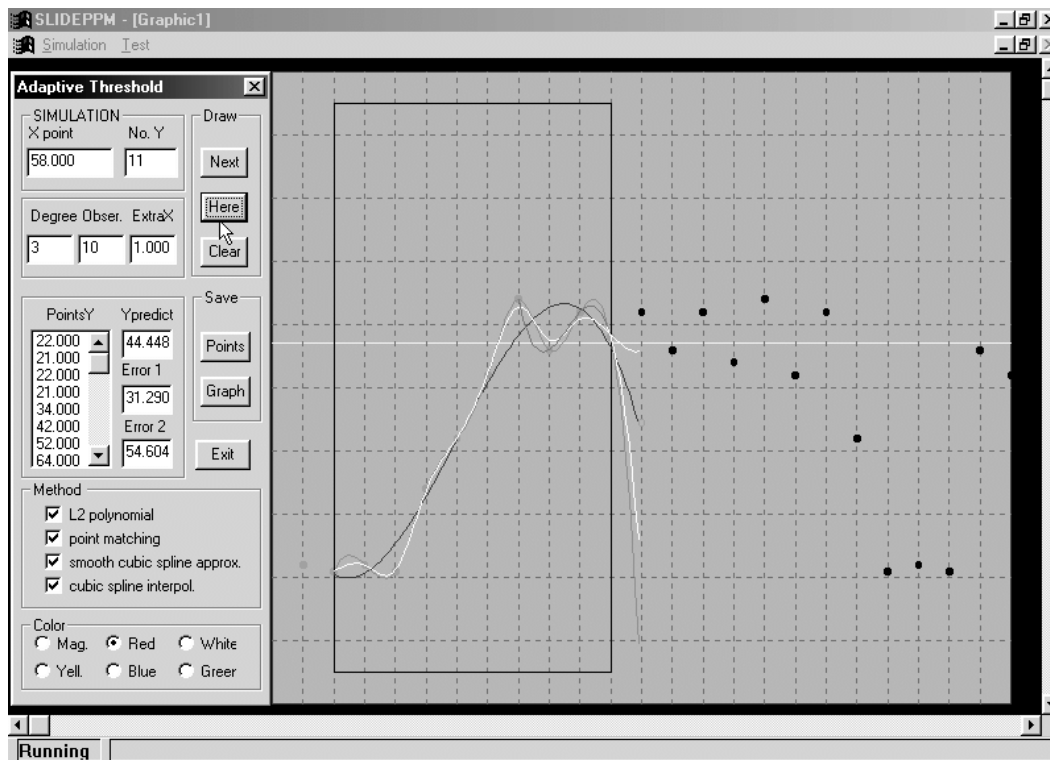 SLIDEPPM - [Graphic1]
Simulation Test
Adaptive Threshold
SIMULATION
X point No. Y
58.000 11
Degree Obser. ExtraX
3 10 1.000
Draw
Next
Here
Clear
PointsY Ypredict
22.000
21.000
22.000
21.000
34.000
42.000
52.000
64.000
44.448
Error 1
31.290
Error 2
54.604
Save
Points
Graph
Exit
Method
L2 polynomial
point matching
smooth cubic spline approx.
cubic spline interpol.
Color
Mag. Red White
Yell. Blue Greer
Running